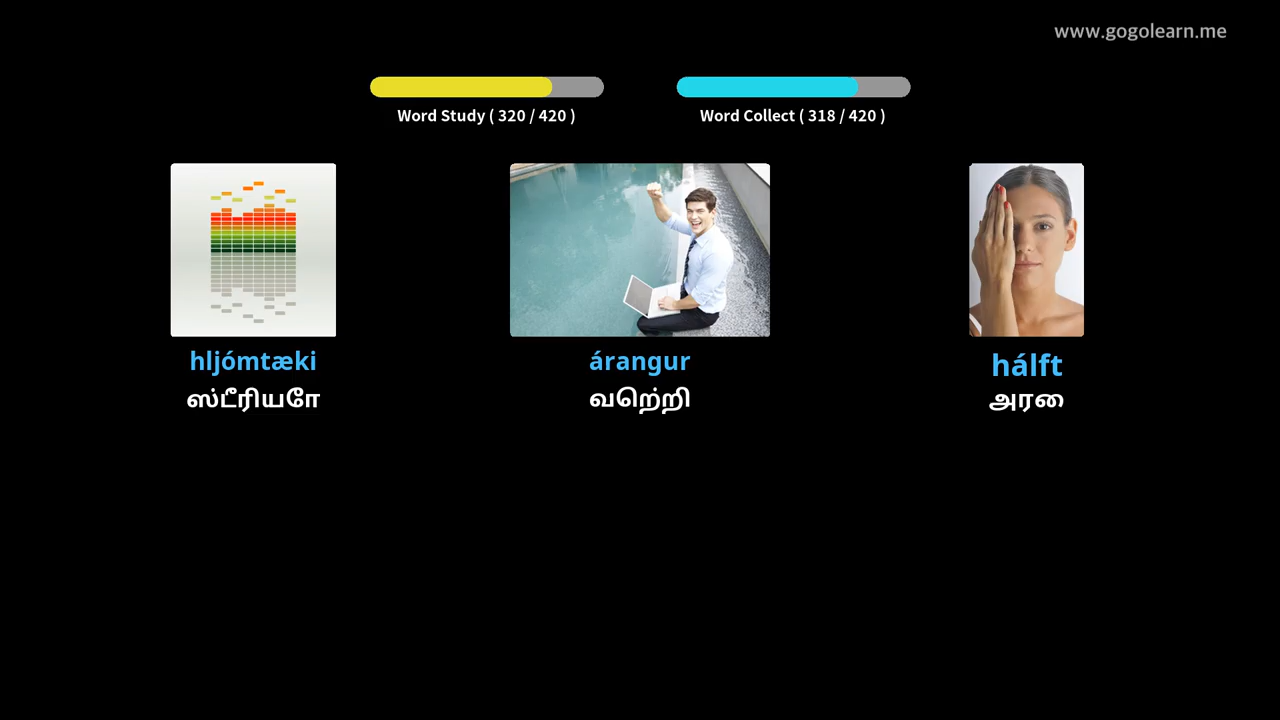 www.gogolearn.me
Word Study ( 320 / 420 )
Word Collect ( 318 / 420 )
hljómtæki
árangur
hálft
ஸ்டீரியோ
வெற்றி
அரை